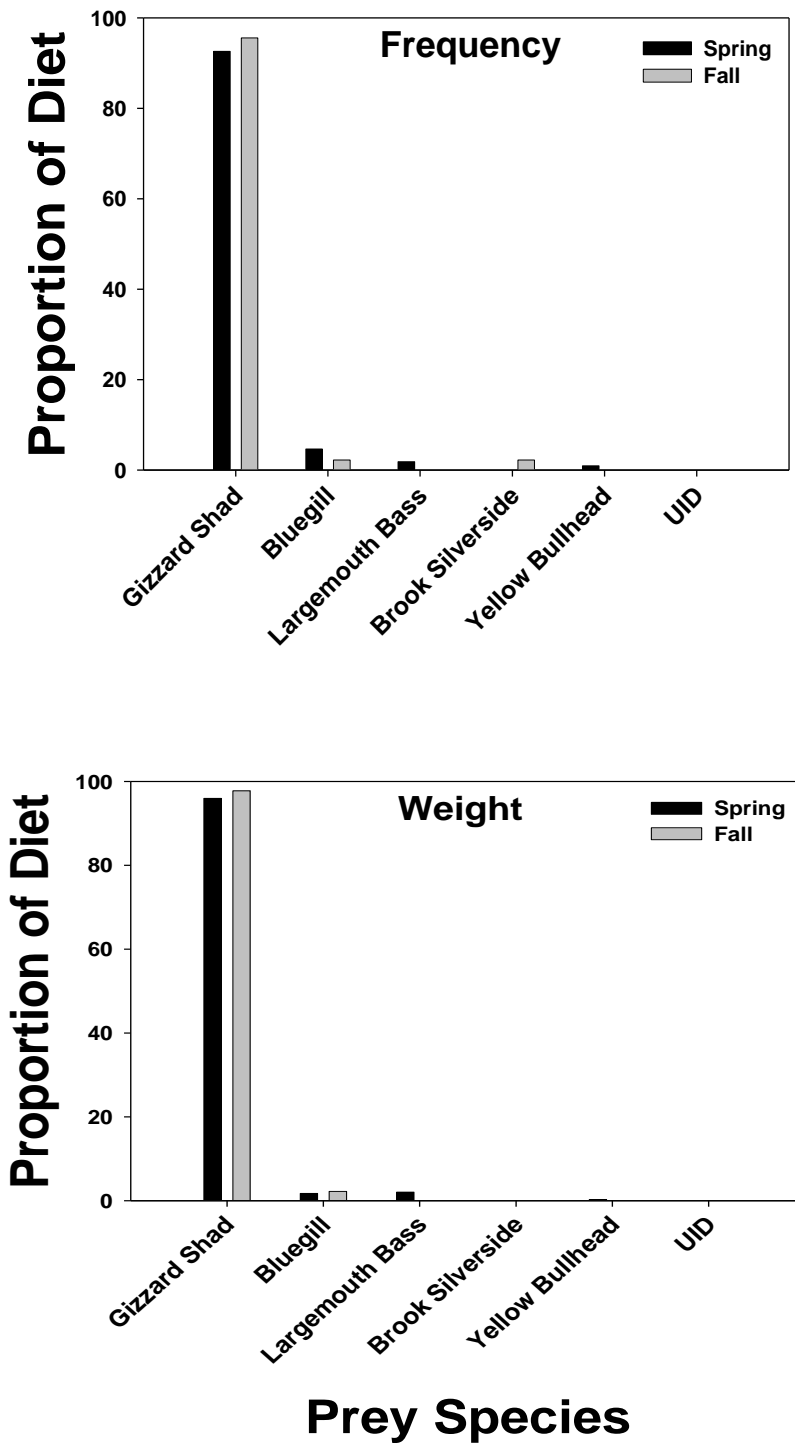 Frequency
Spring
Fall
Proportion of Diet
100
80
60
40
20
0
Gizzard Shad
Bluegill
Largemouth Bass
Brook Silverside
Yellow Bullhead
UID
Weight
Spring
Fall
Proportion of Diet
100
80
60
40
20
0
Gizzard Shad
Bluegill
Largemouth Bass
Brook Silverside
Yellow Bullhead
UID
Prey Species